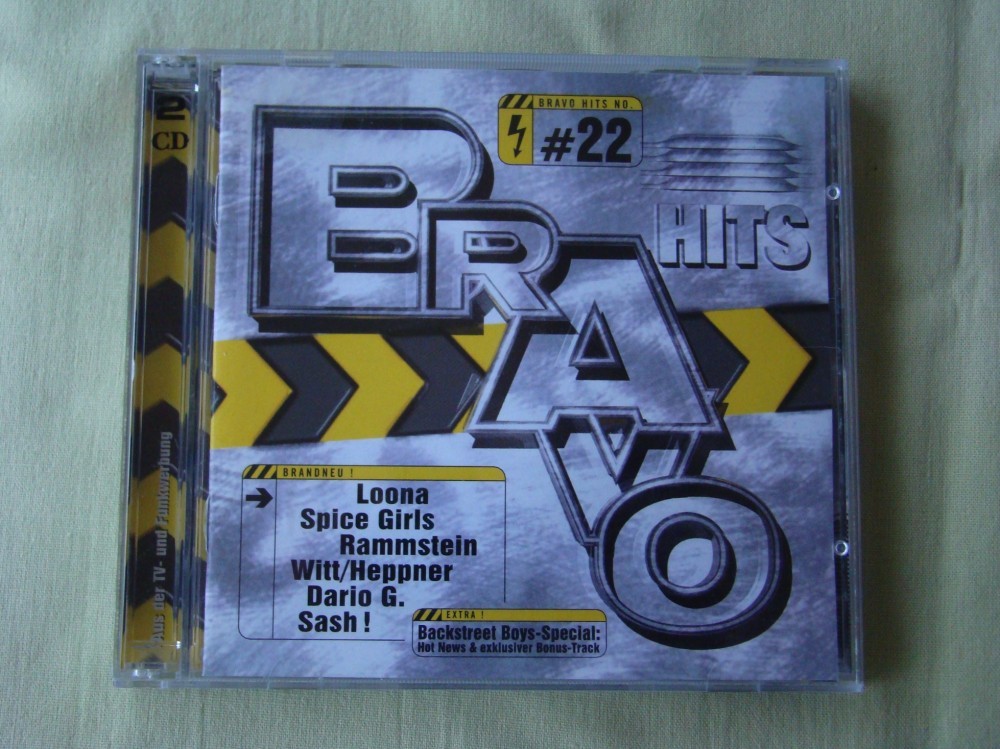 2
CD
Aus der TV- und Funkwerbung
BRAVO HITS NO.
#22
BRAVO
HITS
BRANDNEU !
Loona
Spice Girls
Rammstein
Witt/Heppner
Dario G.
Sash !
EXTRA !
Backstreet Boys-Special:
Hot News & exklusiver Bonus-Track